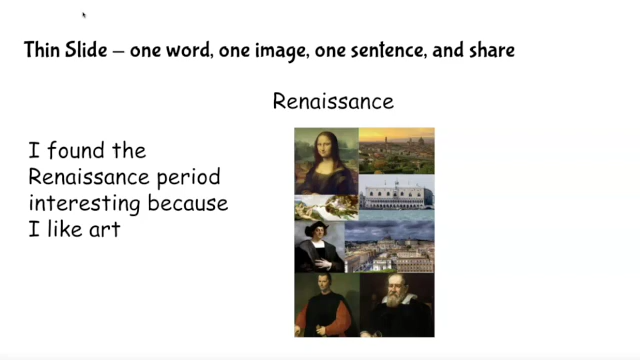 Thin Slide – one word, one image, one sentence, and share
Renaissance
I found the
Renaissance period
interesting because
I like art